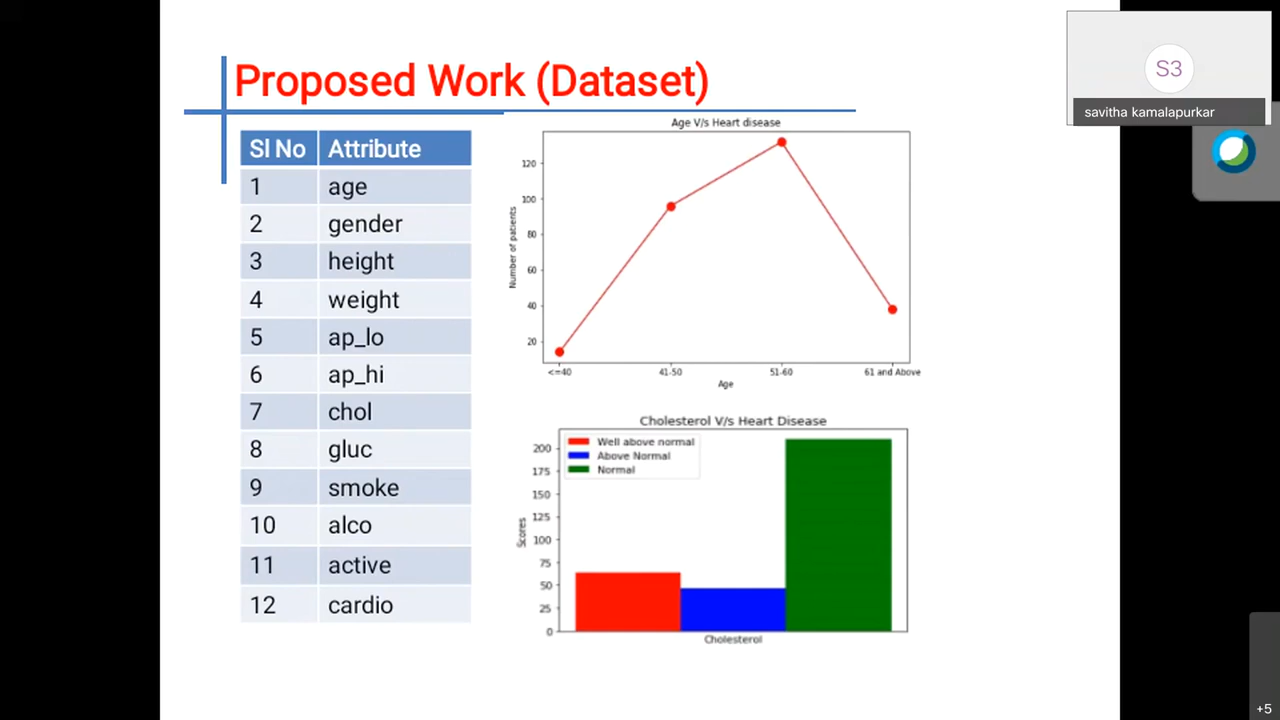 Proposed Work (Dataset)
Sl No Attribute
1 age
2 gender
3 height
4 weight
5 ap_lo
6 ap_hi
7 chol
8 gluc
9 smoke
10 alco
11 active
12 cardio
Age V/s Heart disease
Number of patients
120
100
80
60
40
20
<=40 41-50 51-60 61 and Above
Age
Cholesterol V/s Heart Disease
Well above normal
Above Normal
Normal
Scores
200
175
150
125
100
75
50
25
0
Cholesterol
S3
savitha kamalapurkar
+5